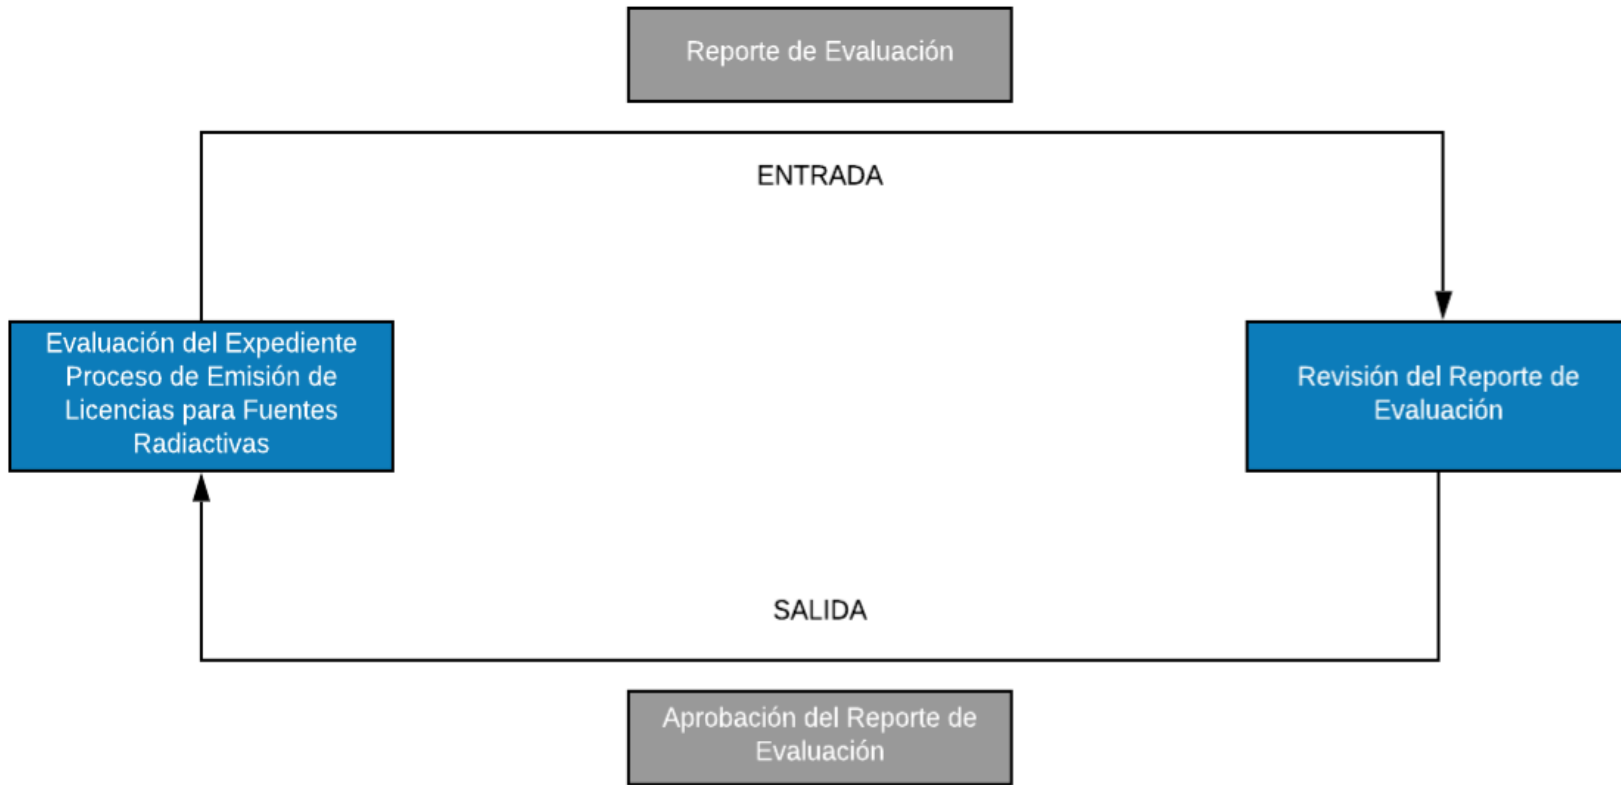 Reporte de Evaluación
ENTRADA
Evaluación del Expediente
Proceso de Emisión de
Licencias para Fuentes
Radiactivas
Revisión del Reporte de
Evaluación
SALIDA
Aprobación del Reporte de
Evaluación